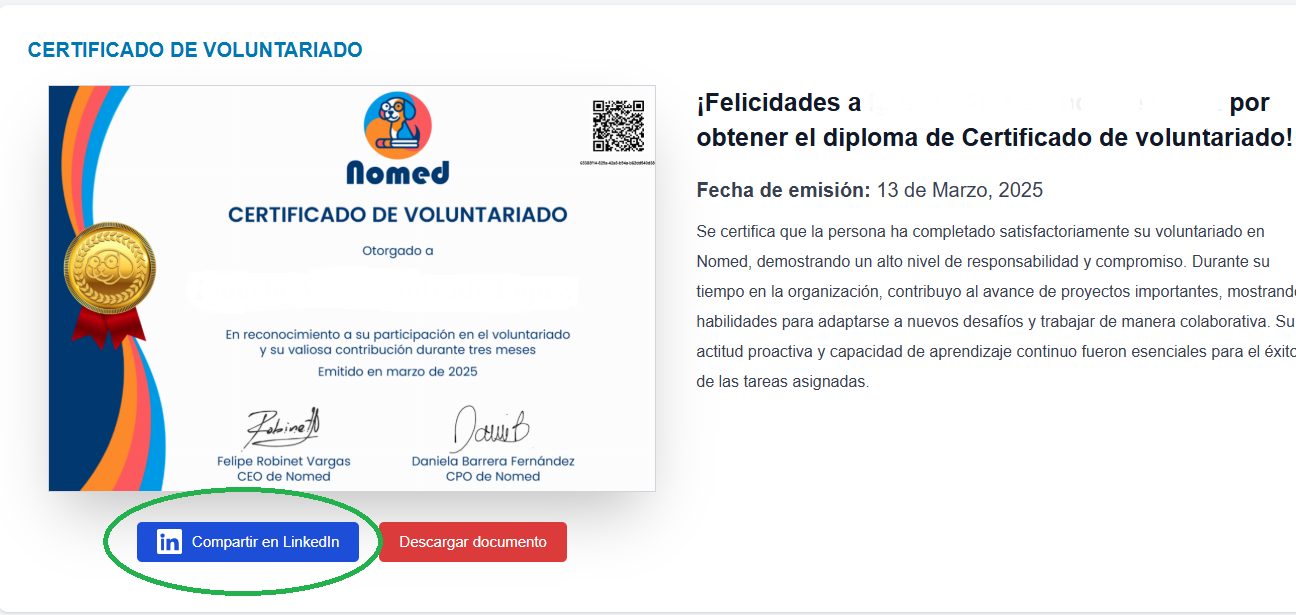 CERTIFICADO DE VOLUNTARIADO
Nomed
CERTIFICADO DE VOLUNTARIADO
Otorgado a
En reconocimiento a su participación en el voluntariado
y su valiosa contribución durante tres meses
Emitido en marzo de 2025
Felipe Robinet Vargas
CEO de Nomed
Daniela Barrera Fernández
CPO de Nomed
Compartir en LinkedIn
Descargar documento
¡Felicidades a por
obtener el diploma de Certificado de voluntariado!
Fecha de emisión: 13 de Marzo, 2025
Se certifica que la persona ha completado satisfactoriamente su voluntariado en
Nomed, demostrando un alto nivel de responsabilidad y compromiso. Durante su
tiempo en la organización, contribuyo al avance de proyectos importantes, mostrando
habilidades para adaptarse a nuevos desafíos y trabajar de manera colaborativa. Su
actitud proactiva y capacidad de aprendizaje continuo fueron esenciales para el éxito
de las tareas asignadas.